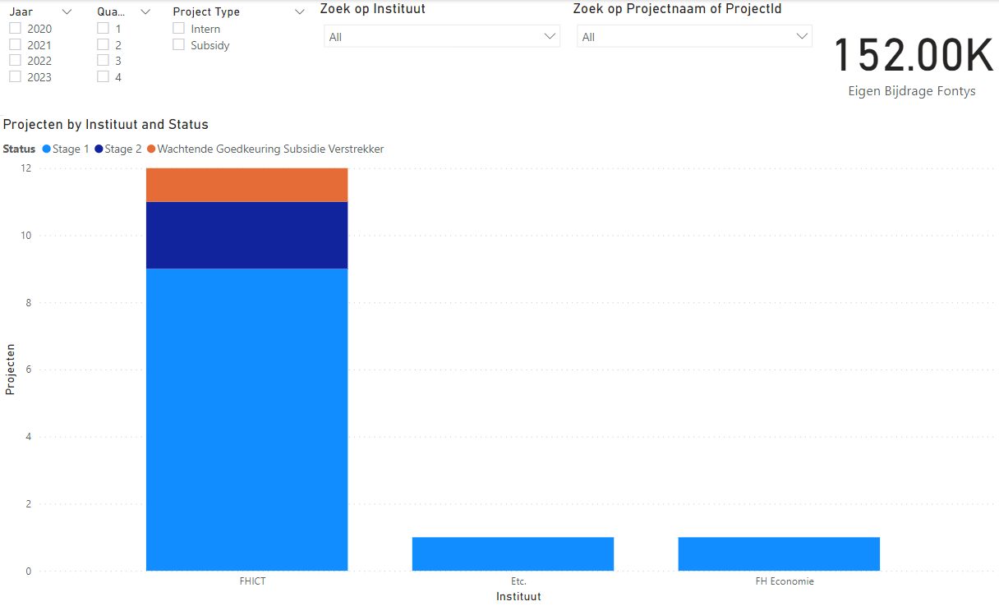 Jaar
2020
2021
2022
2023
Qua...
1
2
3
4
Project Type
Intern
Subsidy
Zoek op Instituut
All
Zoek op Projectnaam of ProjectId
All
152.00K
Eigen Bijdrage Fontys
Projecten by Instituut and Status
Status Stage 1 Stage 2 Wachtende Goedkeuring Subsidie Verstrekker
12
10
8
6
4
2
0
Projecten
FHICT Etc. FH Economie
Instituut